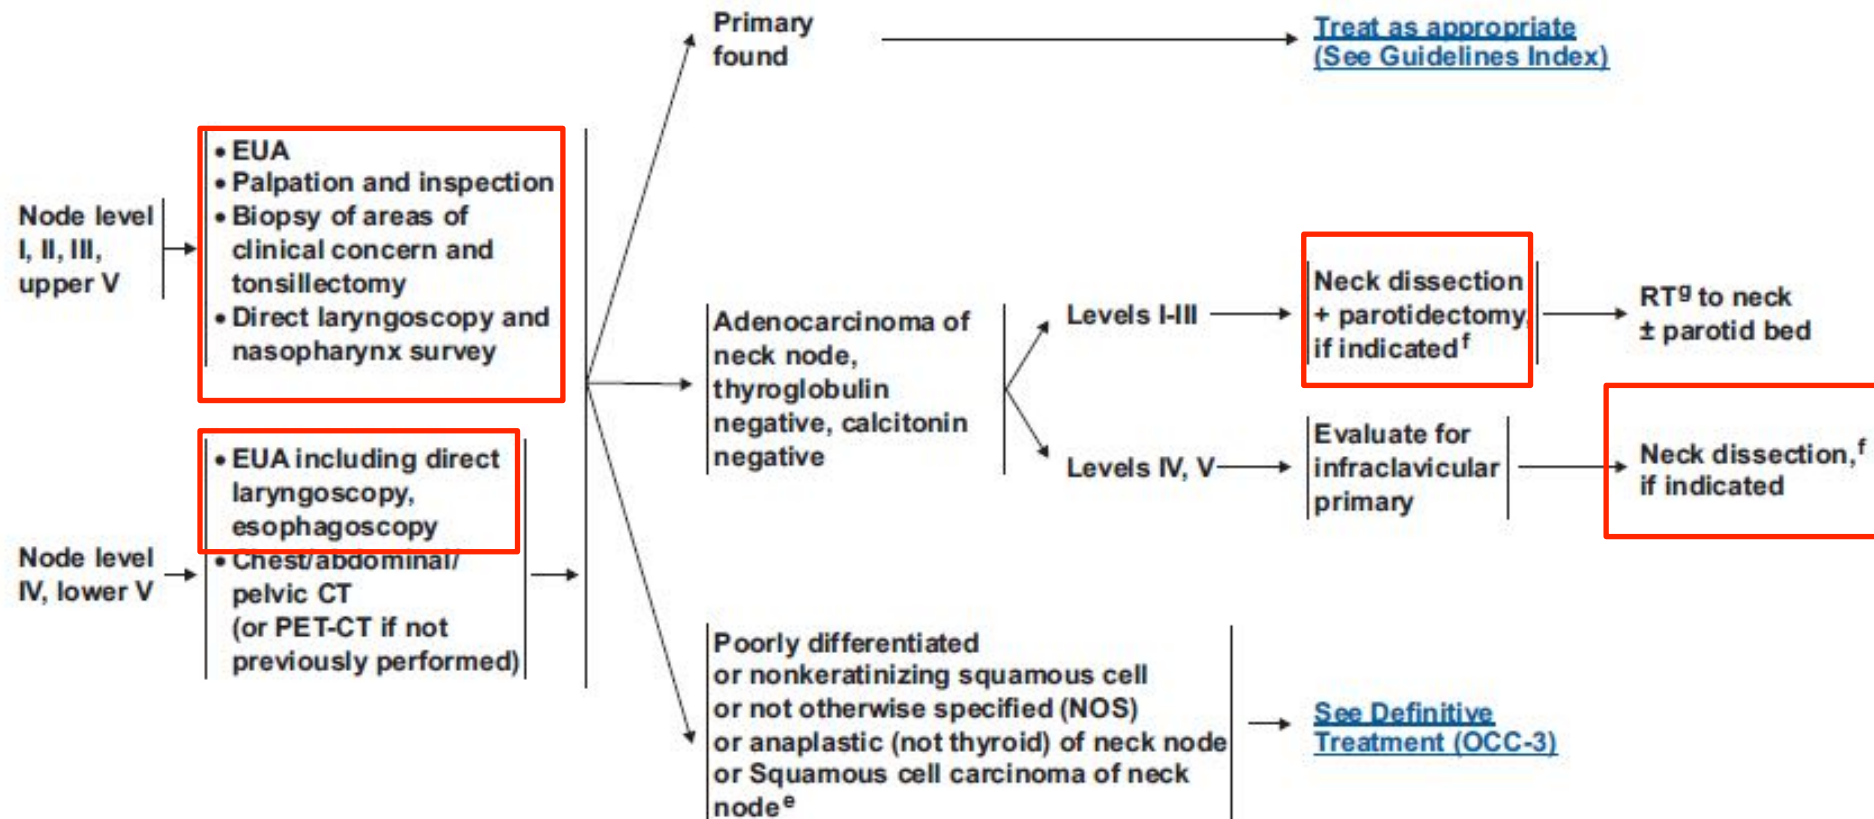 Node level
I, II, III,
upper V
• EUA
• Palpation and inspection
• Biopsy of areas of
clinical concern and
tonsillectomy
• Direct laryngoscopy and
nasopharynx survey
Node level
IV, lower V
• EUA including direct
laryngoscopy,
esophagoscopy
• Chest/abdominal/
pelvic CT
(or PET-CT if not
previously performed)
Primary
found
Treat as appropriate
(See Guidelines Index)
Adenocarcinoma of
neck node,
thyroglobulin
negative, calcitonin
negative
Levels I-III
Neck dissection
+ parotidectomy,
if indicated f
RT g to neck
± parotid bed
Levels IV, V
Evaluate for
infraclavicular
primary
Neck dissection, f
if indicated
Poorly differentiated
or nonkeratinizing squamous cell
or not otherwise specified (NOS)
or anaplastic (not thyroid) of neck node
or Squamous cell carcinoma of neck
node e
See Definitive
Treatment (OCC-3)